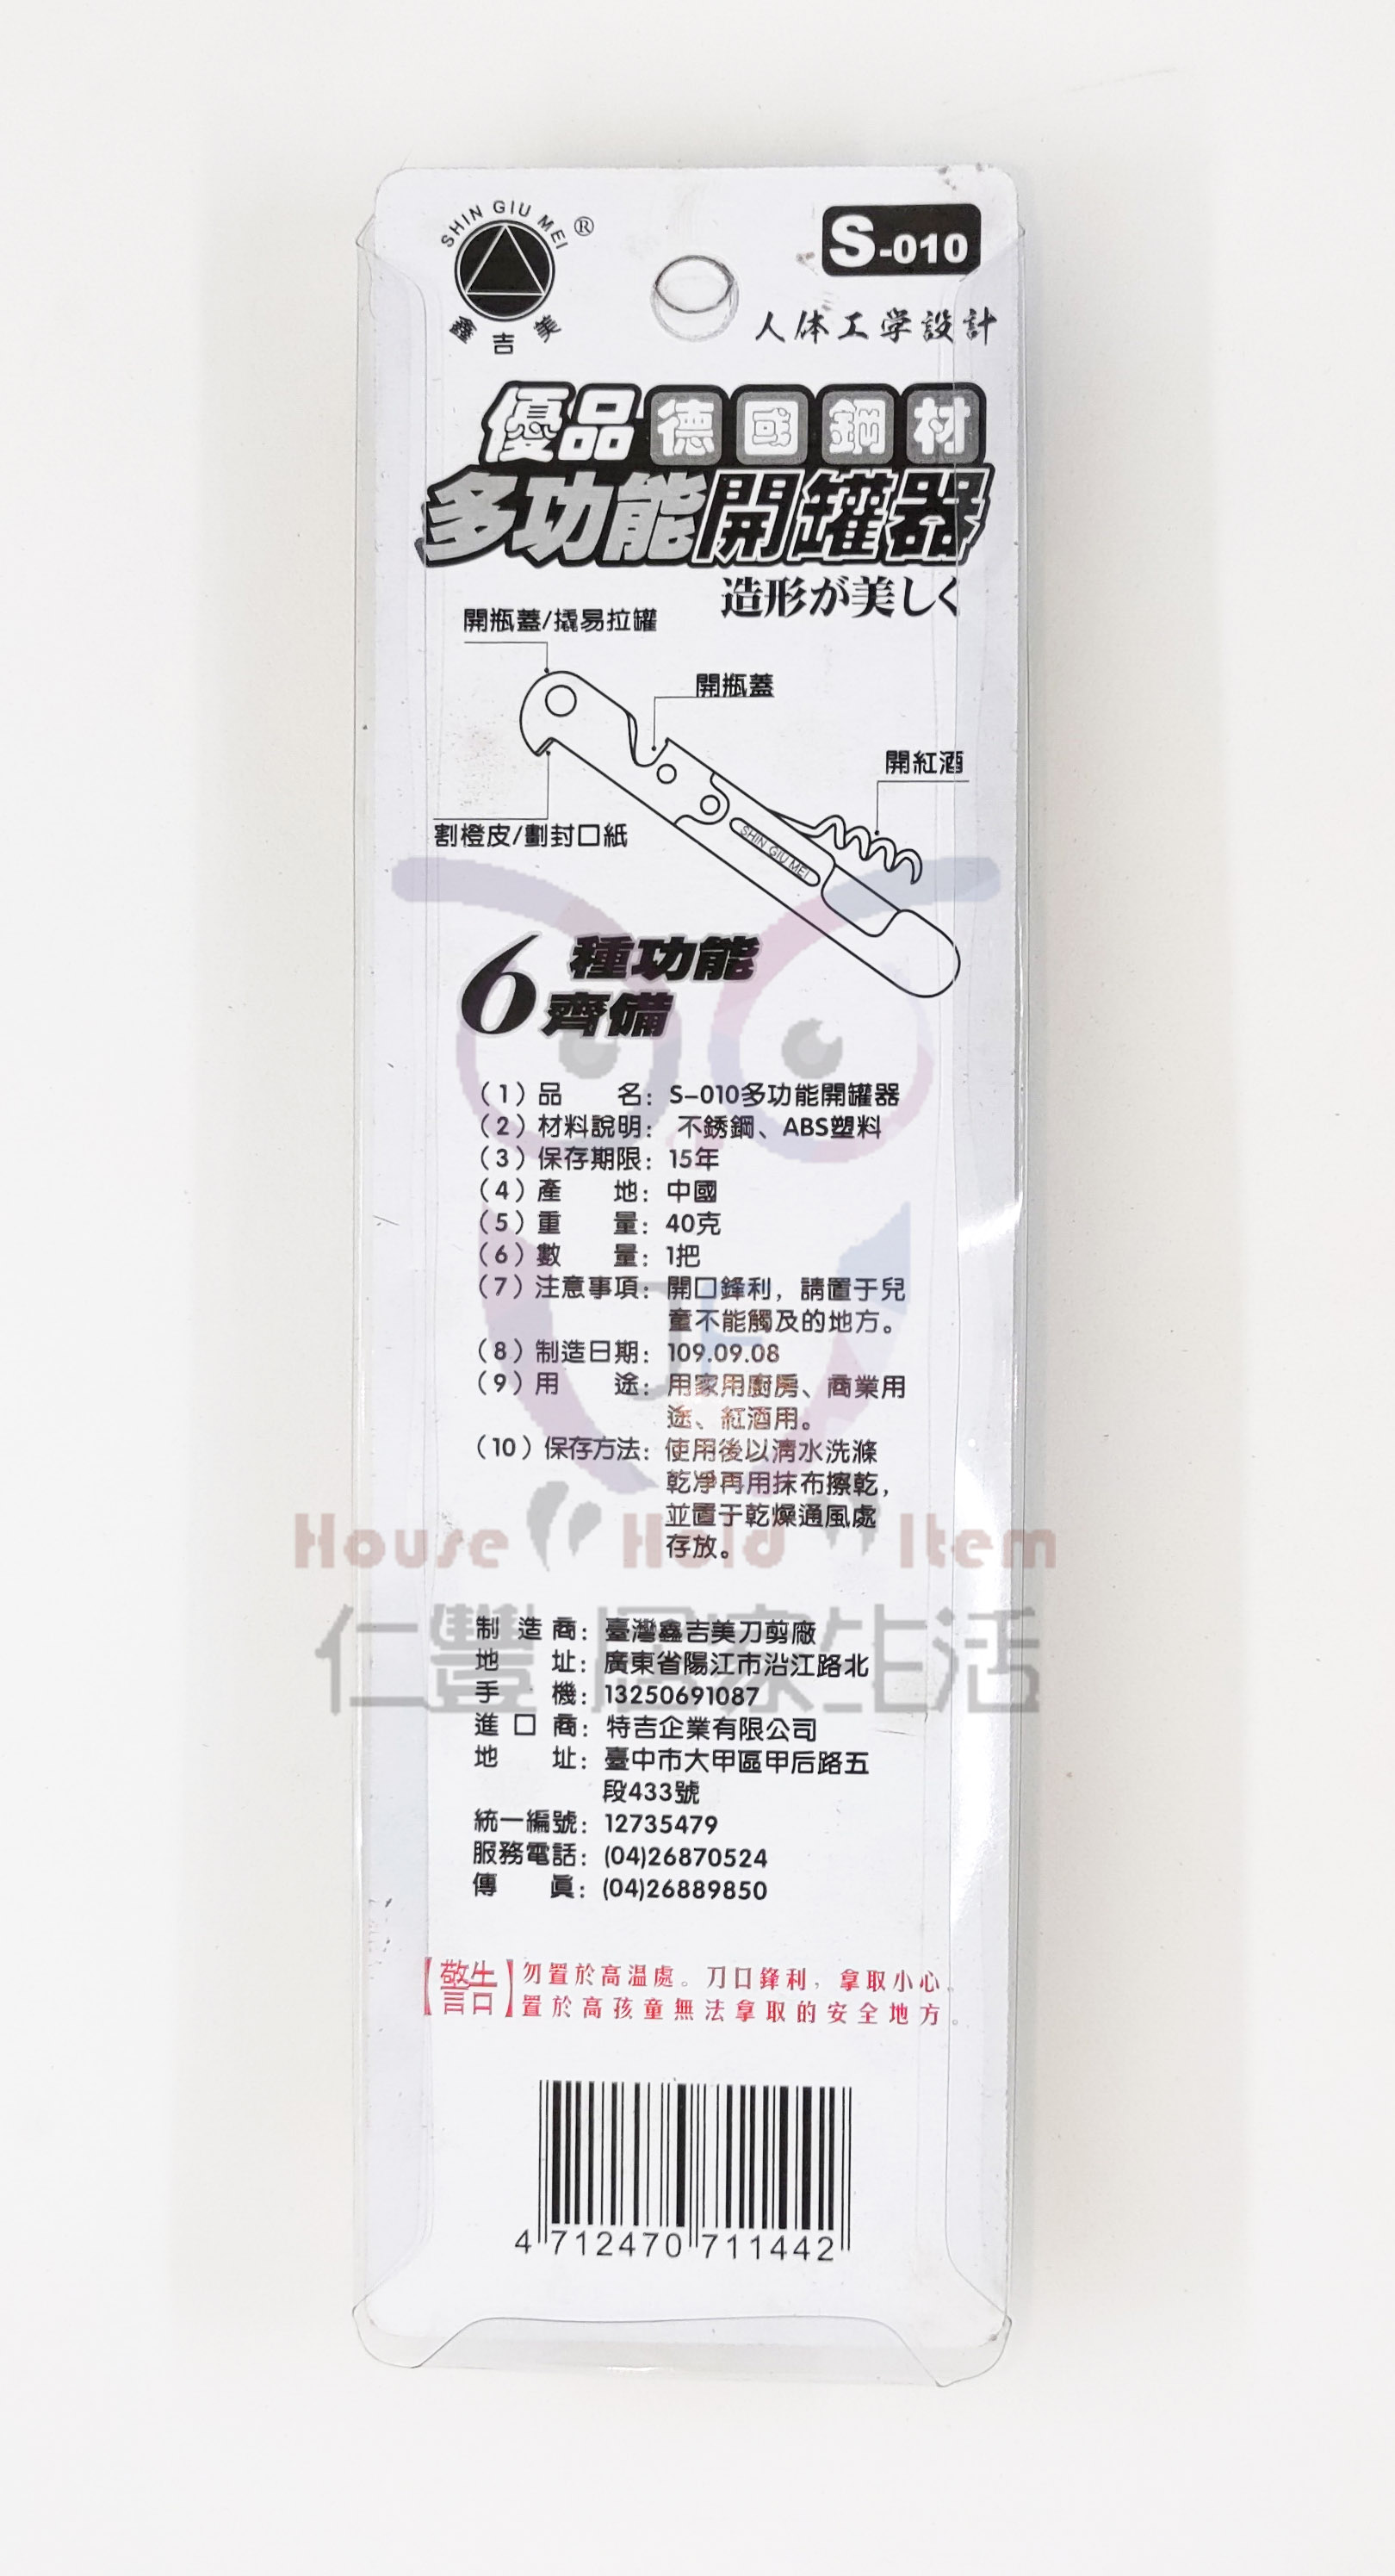 SHIN GIU MEI ®
鑫吉美
S-010
人体工学設計
優品德國鋼材
多功能開罐器
造形が美しく
開瓶蓋/撬易拉罐
開瓶蓋
開紅酒
割橙皮/劃封口紙
SHIN GIU MEI
6種功能
齊備
（1）品　　名：S-010多功能開罐器
（2）材料說明：不銹鋼、ABS塑料
（3）保存期限：15年
（4）產　　地：中國
（5）重　　量：40克
（6）數　　量：1把
（7）注意事項：開口鋒利，請置于兒
童不能觸及的地方。
（8）制造日期：109.09.08
（9）用　　途：用家用廚房、商業用
途、紅酒用。
（10）保存方法：使用後以清水洗滌
乾净再用抹布擦乾，
並置于乾燥通風處
存放。
House Hold Item
仁豐居家生活
制造商：臺灣鑫吉美刀剪廠
地　　址：廣東省陽江市沿江路北
手　　機：13250691087
進口商：特吉企業有限公司
地　　址：臺中市大甲區甲后路五
段433號
統一編號：12735479
服務電話：(04)26870524
傳　　眞：(04)26889850
【警告】勿置於高溫處。刀口鋒利，拿取小心。
置於高孩童無法拿取的安全地方。
4 712470 711442